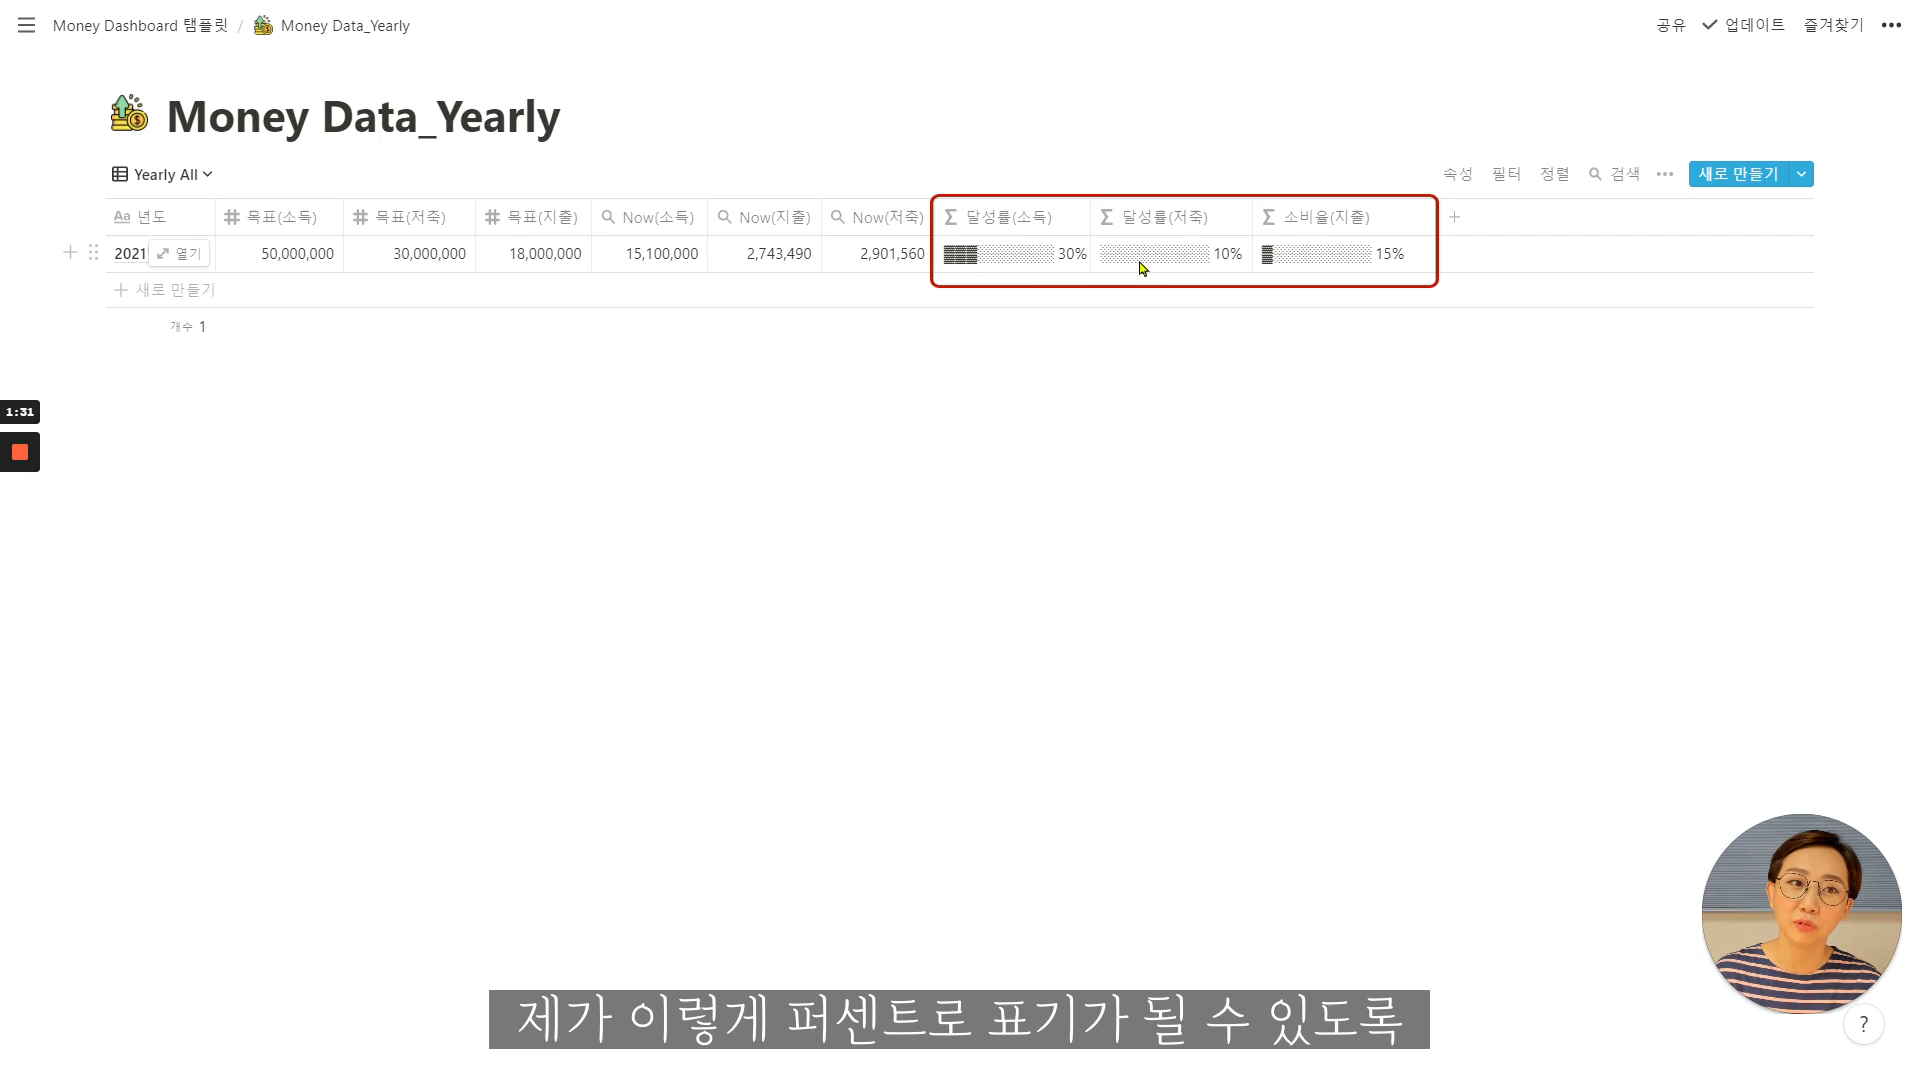 Money Dashboard 탬플릿 / Money Data_Yearly
공유 업데이트 즐겨찾기 •••
Money Data_Yearly
Yearly All
속성 필터 정렬 검색 ••• 새로 만들기
Aa 년도 # 목표(소득) # 목표(저축) # 목표(지출) Now(소득) Now(지출) Now(저축) Σ 달성률(소득) Σ 달성률(저축) Σ 소비율(지출) +
2021 열기 50,000,000 30,000,000 18,000,000 15,100,000 2,743,490 2,901,560 ▓▓▓░░░░░░░ 30% ░░░░░░░░░░ 10% ▓░░░░░░░░░ 15%
+ 새로 만들기
개수 1
1:31
제가 이렇게 퍼센트로 표기가 될 수 있도록
?